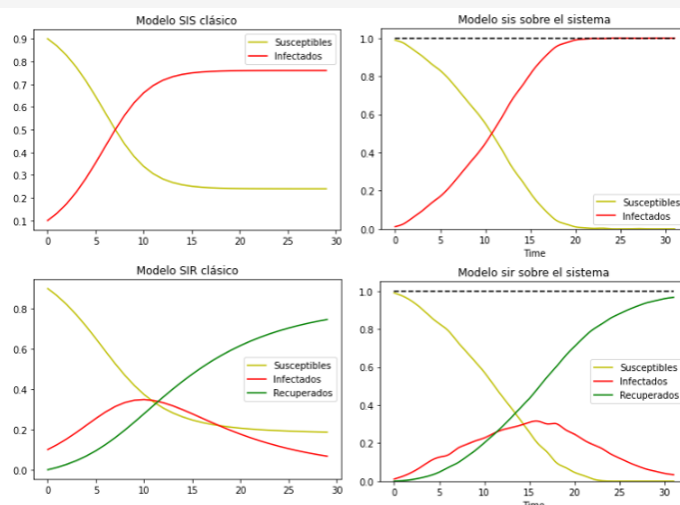 Modelo SIS clásico
0.9
0.8
0.7
0.6
0.5
0.4
0.3
0.2
0.1
0 5 10 15 20 25 30
Susceptibles
Infectados
Modelo sis sobre el sistema
1.0
0.8
0.6
0.4
0.2
0.0
0 5 10 15 20 25 30
Time
Susceptibles
Infectados
Modelo SIR clásico
0.8
0.6
0.4
0.2
0.0
0 5 10 15 20 25 30
Susceptibles
Infectados
Recuperados
Modelo sir sobre el sistema
1.0
0.8
0.6
0.4
0.2
0.0
0 5 10 15 20 25 30
Time
Susceptibles
Infectados
Recuperados